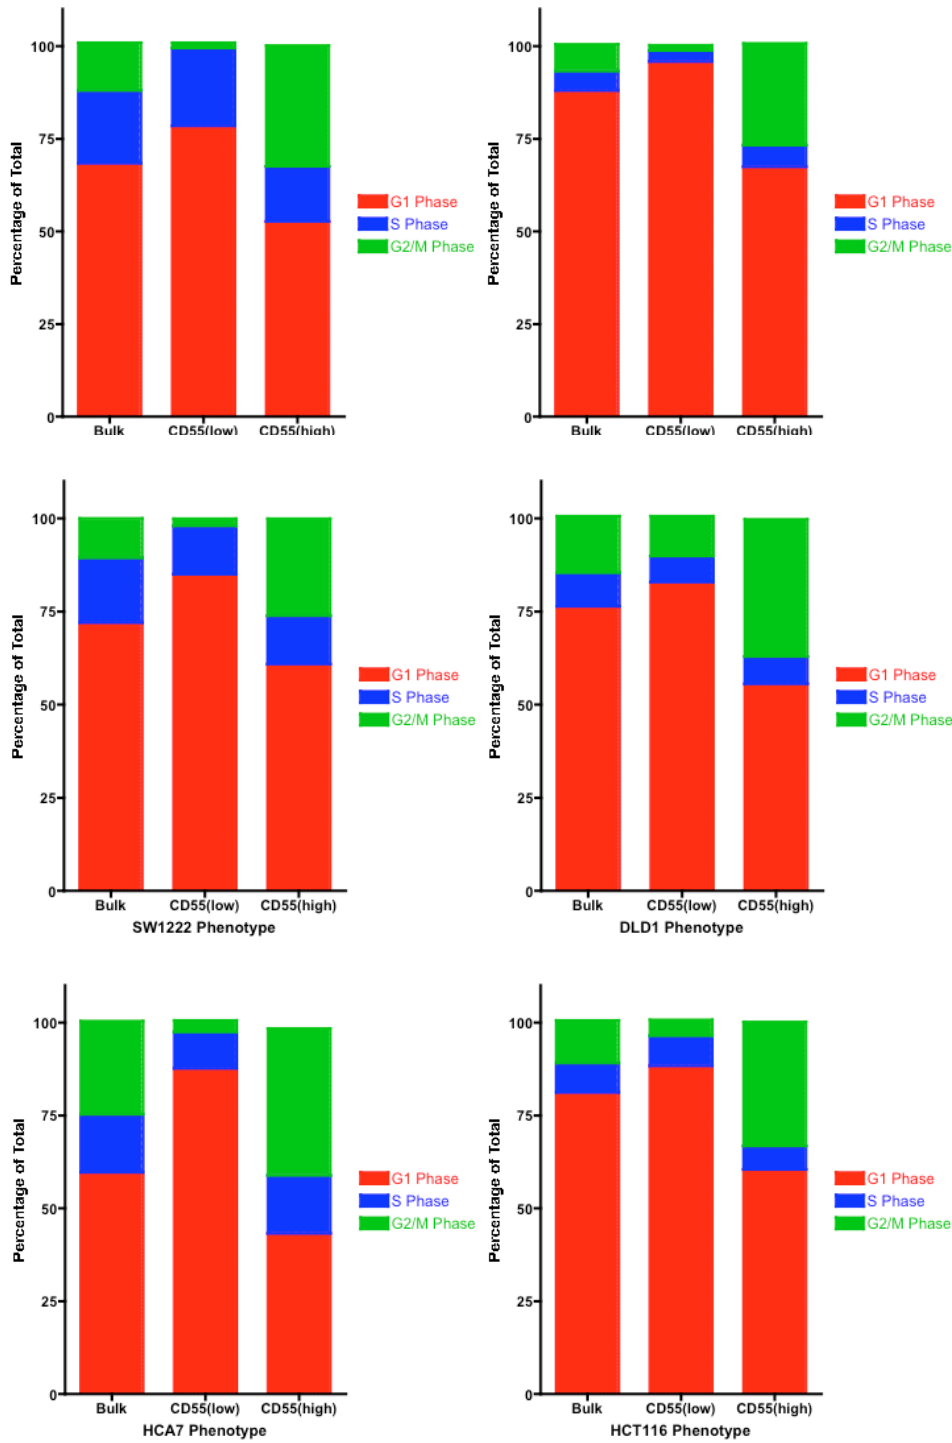 Percentage of Total
100
75
50
25
0
Bulk CD55(low) CD55(high)
G1 Phase
S Phase
G2/M Phase
Percentage of Total
100
75
50
25
0
Bulk CD55(low) CD55(high)
G1 Phase
S Phase
G2/M Phase
Percentage of Total
100
75
50
25
0
Bulk CD55(low) CD55(high)
SW1222 Phenotype
G1 Phase
S Phase
G2/M Phase
Percentage of Total
100
75
50
25
0
Bulk CD55(low) CD55(high)
DLD1 Phenotype
G1 Phase
S Phase
G2/M Phase
Percentage of Total
100
75
50
25
0
Bulk CD55(low) CD55(high)
HCA7 Phenotype
G1 Phase
S Phase
G2/M Phase
Percentage of Total
100
75
50
25
0
Bulk CD55(low) CD55(high)
HCT116 Phenotype
G1 Phase
S Phase
G2/M Phase